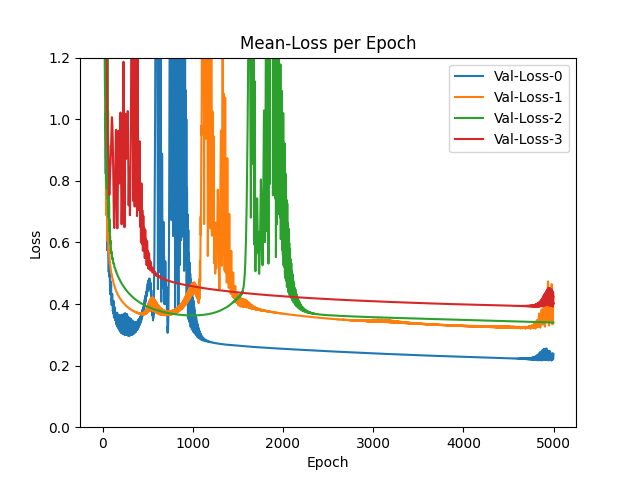 Mean-Loss per Epoch
1.2
1.0
0.8
0.6
0.4
0.2
0.0
Loss
Val-Loss-0
Val-Loss-1
Val-Loss-2
Val-Loss-3
0 1000 2000 3000 4000 5000
Epoch